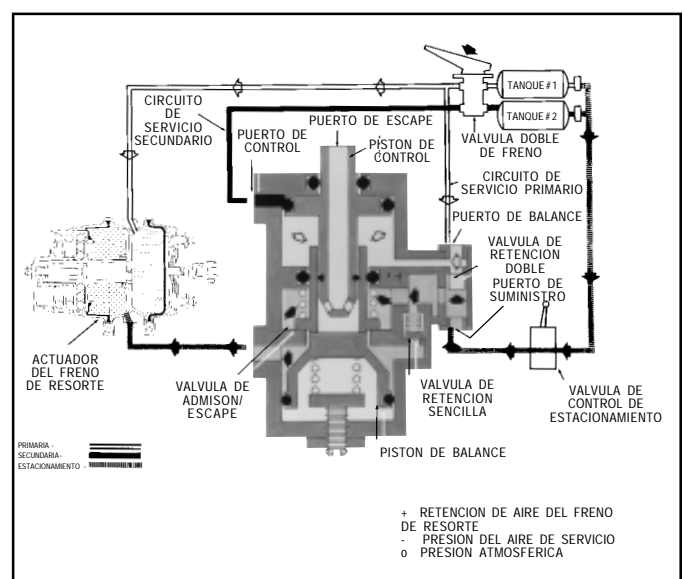 TANQUE#1
TANQUE#2
VALVULA DOBLE
DE FRENO
CIRCUITO
DE
SERVICIO
SECUNDARIO
PUERTO DE
CONTROL
PUERTO DE ESCAPE
PISTON DE
CONTROL
CIRCUITO DE
SERVICIO PRIMARIO
PUERTO DE BALANCE
VALVULA DE
RETENCION
DOBLE
PUERTO DE
SUMINISTRO
ACTUADOR
DEL FRENO
DE RESORTE
VALVULA DE
ADMISON/
ESCAPE
VALVULA DE
RETENCION
SENCILLA
VALVULA DE
CONTROL DE
ESTACIONAMIENTO
PISTON DE BALANCE
PRIMARIA -
SECUNDARIA-
ESTACIONAMIENTO -
+ RETENCION DE AIRE DEL FRENO
DE RESORTE
- PRESION DEL AIRE DE SERVICIO
o PRESION ATMOSFERICA